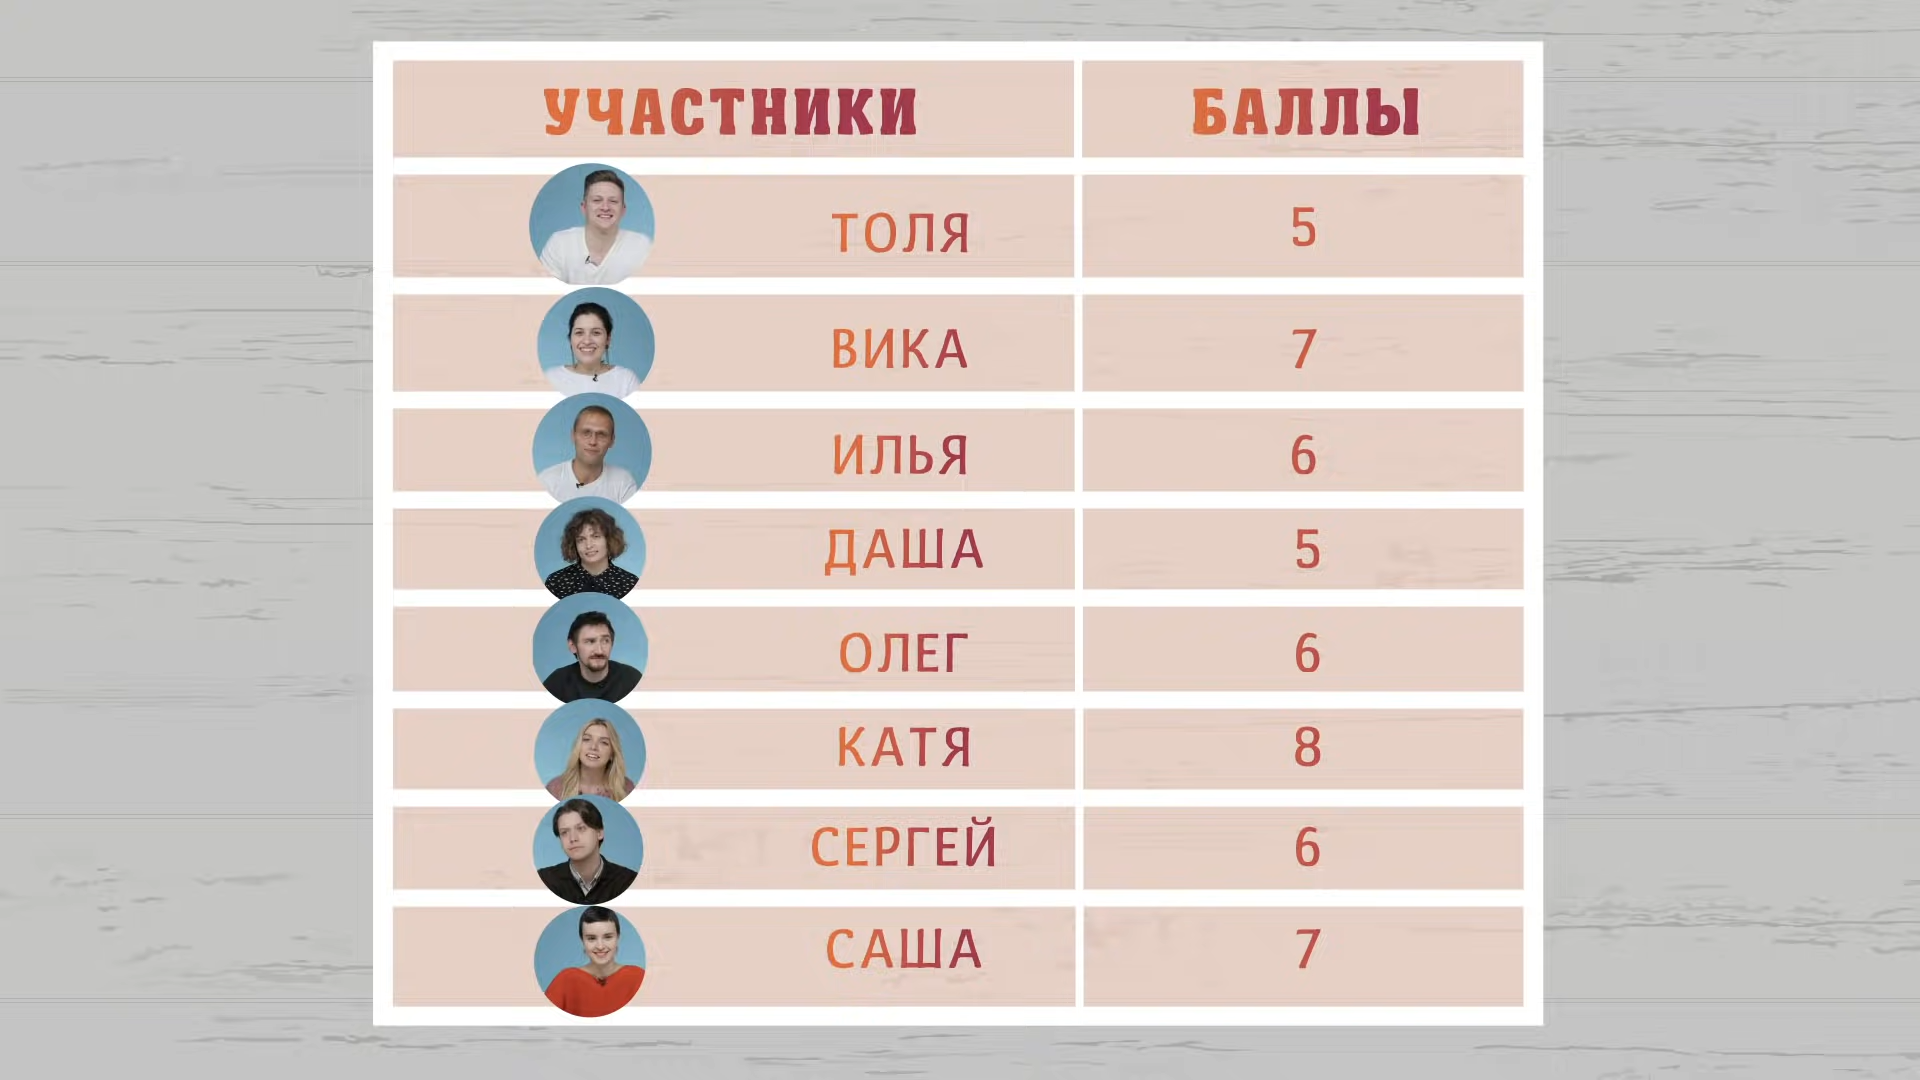 УЧАСТНИКИ БАЛЛЫ
ТОЛЯ 5
ВИКА 7
ИЛЬЯ 6
ДАША 5
ОЛЕГ 6
КАТЯ 8
СЕРГЕЙ 6
САША 7